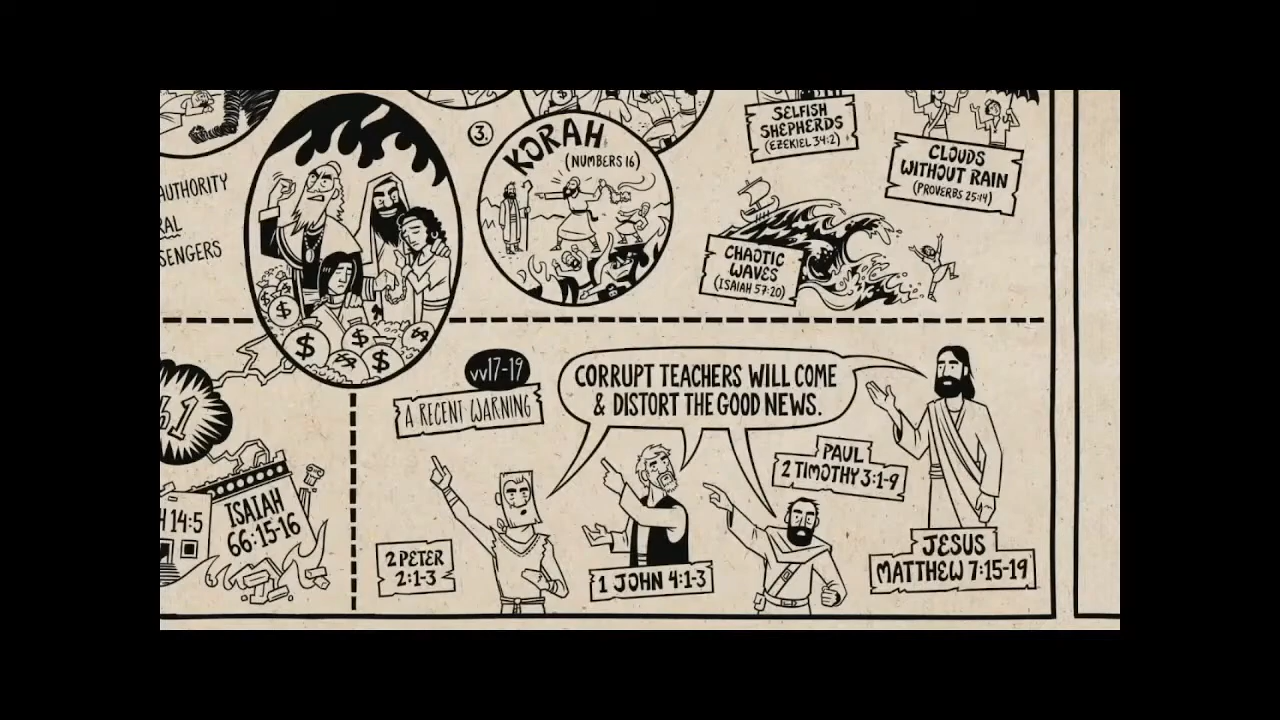 AUTHORITY
SENGERS
3.
KORAH
(NUMBERS 16)
SELFISH
SHEPHERDS
(EZEKIEL 34:2)
CLOUDS
WITHOUT RAIN
(PROVERBS 25:14)
CHAOTIC
WAVES
(ISAIAH 57:20)
$
$
$
$
vv17-19
A RECENT WARNING
CORRUPT TEACHERS WILL COME
& DISTORT THE GOOD NEWS.
14:5
ISAIAH
66:15-16
2 PETER
2:1-3
1 JOHN 4:1-3
PAUL
2 TIMOTHY 3:1-9
JESUS
MATTHEW 7:15-19